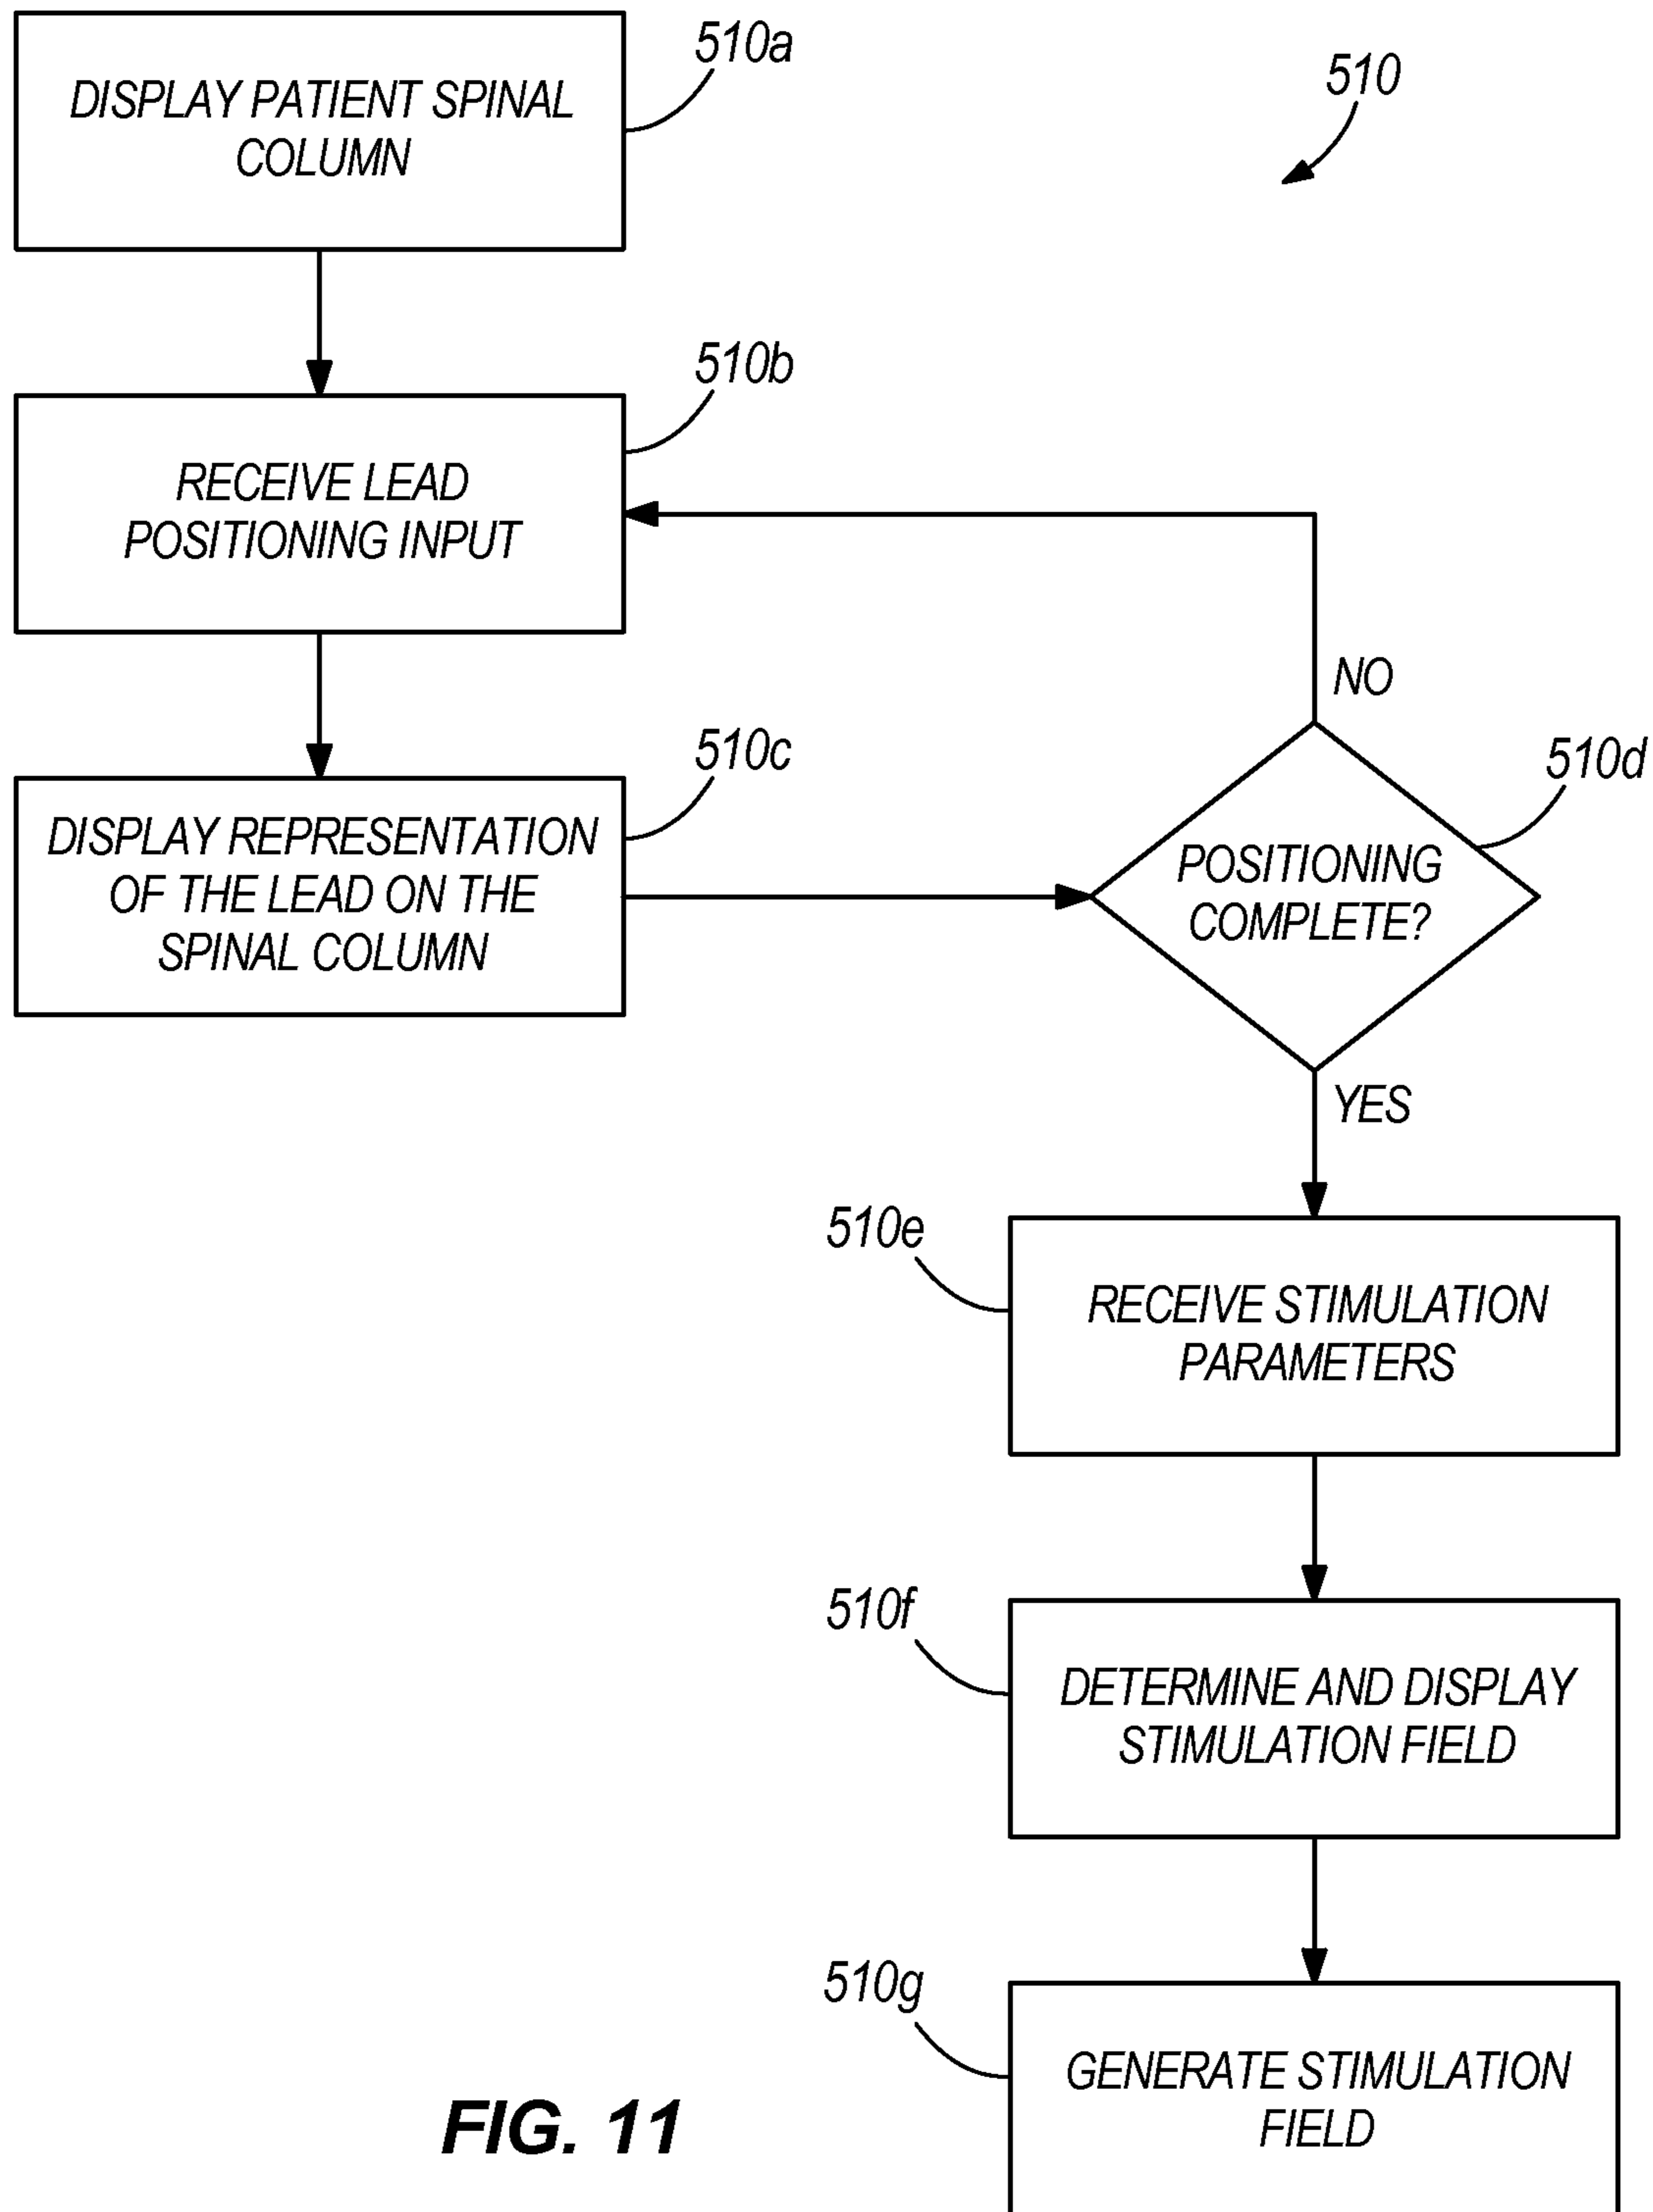 510a
DISPLAY PATIENT SPINAL
COLUMN
510
510b
RECEIVE LEAD
POSITIONING INPUT
NO
510c
DISPLAY REPRESENTATION
OF THE LEAD ON THE
SPINAL COLUMN
510d
POSITIONING
COMPLETE?
YES
510e
RECEIVE STIMULATION
PARAMETERS
510f
DETERMINE AND DISPLAY
STIMULATION FIELD
510g
GENERATE STIMULATION
FIELD
FIG. 11